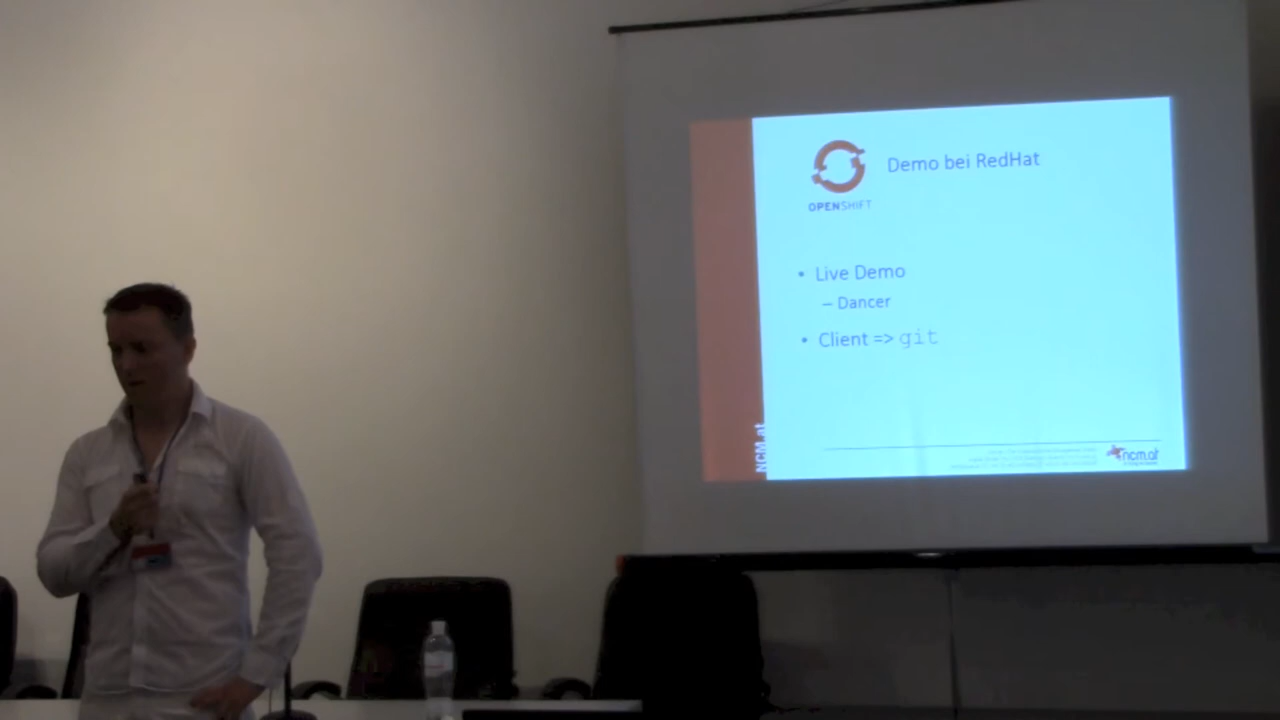 Demo bei RedHat
OPENSHIFT
• Live Demo
– Dancer
• Client => git
NCM.at
ncm.at